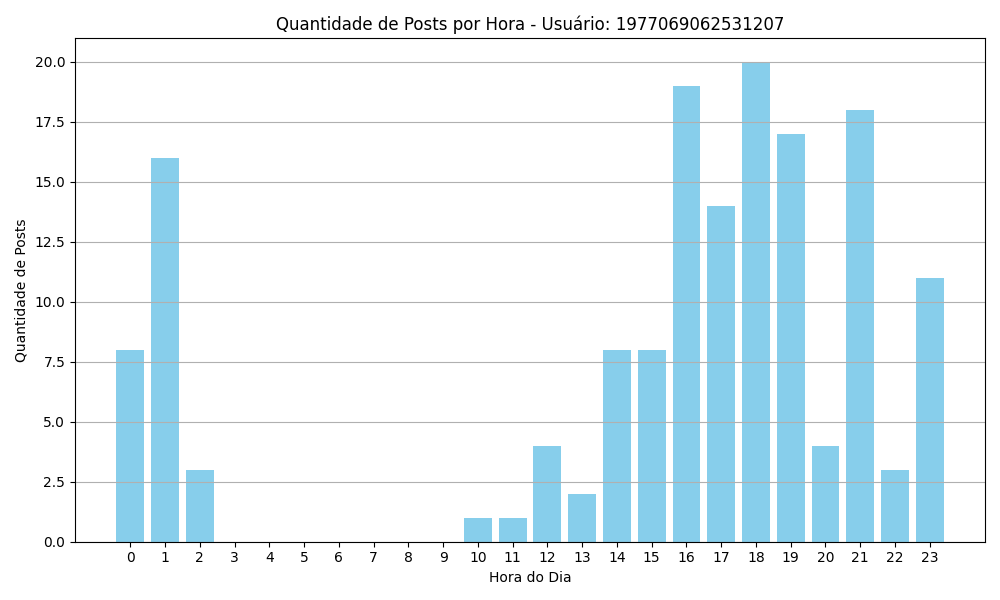 Quantidade de Posts por Hora - Usuário: 1977069062531207
Quantidade de Posts
20.0
17.5
15.0
12.5
10.0
7.5
5.0
2.5
0.0
0 1 2 3 4 5 6 7 8 9 10 11 12 13 14 15 16 17 18 19 20 21 22 23
Hora do Dia